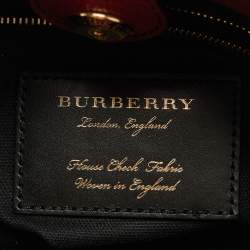 BURBERRY
London, England
House Check Fabric
Woven in England